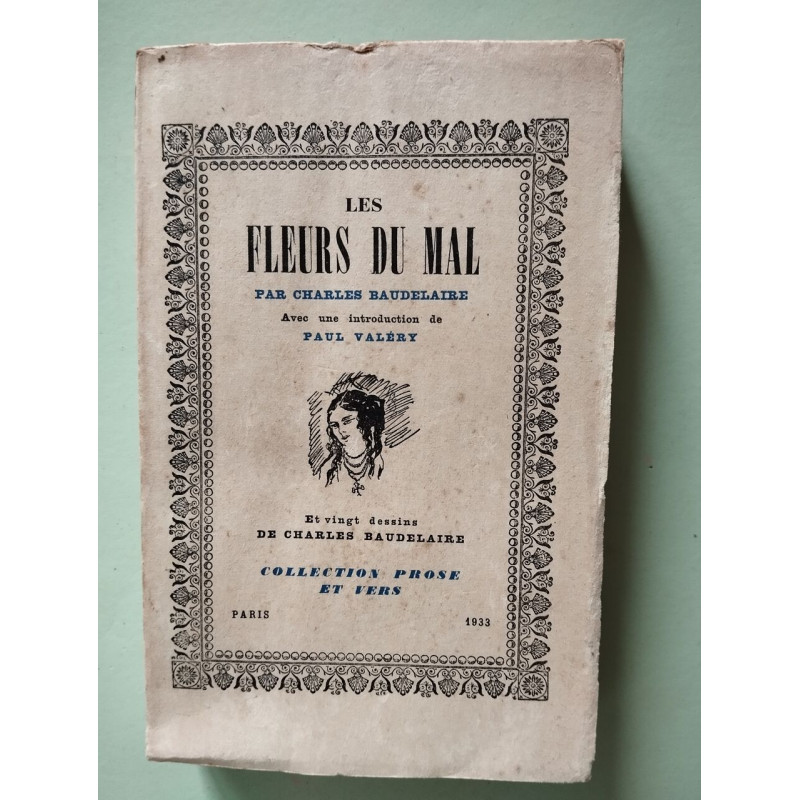 LES
FLEURS DU MAL
PAR CHARLES BAUDELAIRE
Avec une introduction de
PAUL VALÉRY
Et vingt dessins
DE CHARLES BAUDELAIRE
COLLECTION PROSE
ET VERS
PARIS 1933